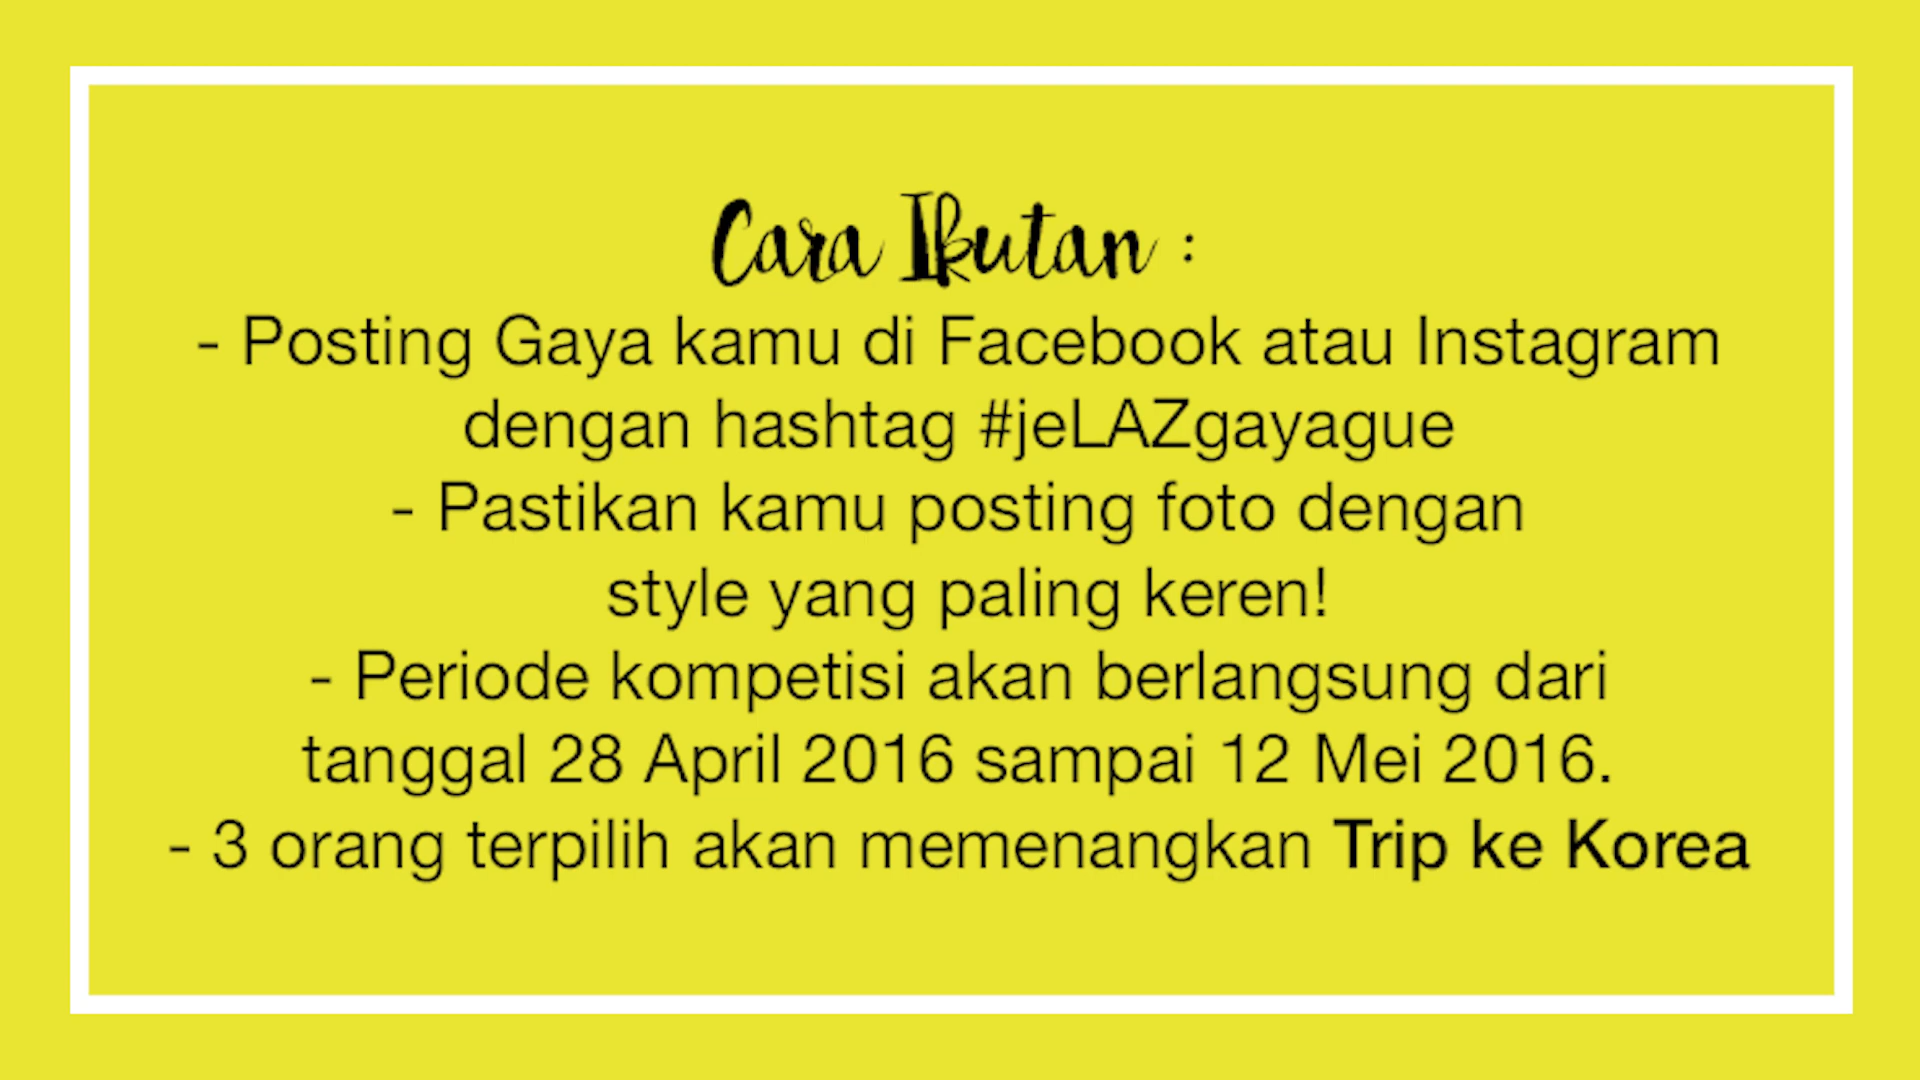 Cara Ikutan :
- Posting Gaya kamu di Facebook atau Instagram
dengan hashtag #jeLAZgayague
- Pastikan kamu posting foto dengan
style yang paling keren!
- Periode kompetisi akan berlangsung dari
tanggal 28 April 2016 sampai 12 Mei 2016.
- 3 orang terpilih akan memenangkan Trip ke Korea